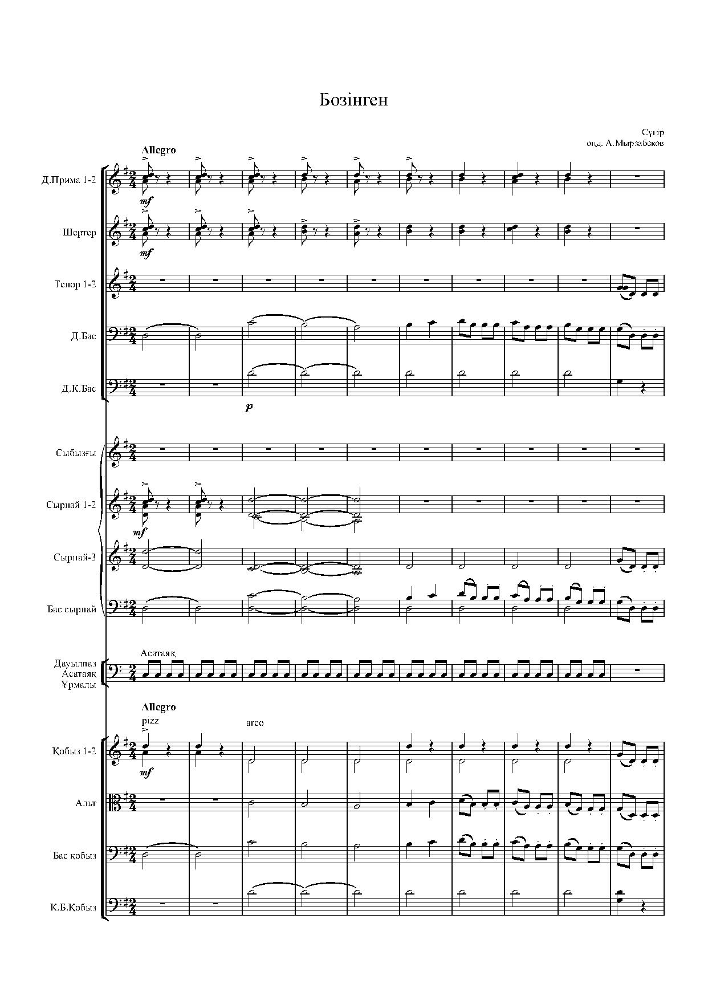 Бозінген
Сүгір
оңд. А.Мырзабеков
Allegro
Д.Прима 1-2
mf
Шертер
mf
Тенор 1-2
Д.Бас
Д.К.Бас
p
Сыбызғы
Сырнай 1-2
mf
Сырнай-3
Бас сырнай
Асатаяқ
Дауылпаз
Асатаяқ
Ұрмалы
Allegro
pizz
arco
Қобыз 1-2
mf
Альт
Бас қобыз
К.Б.Қобыз